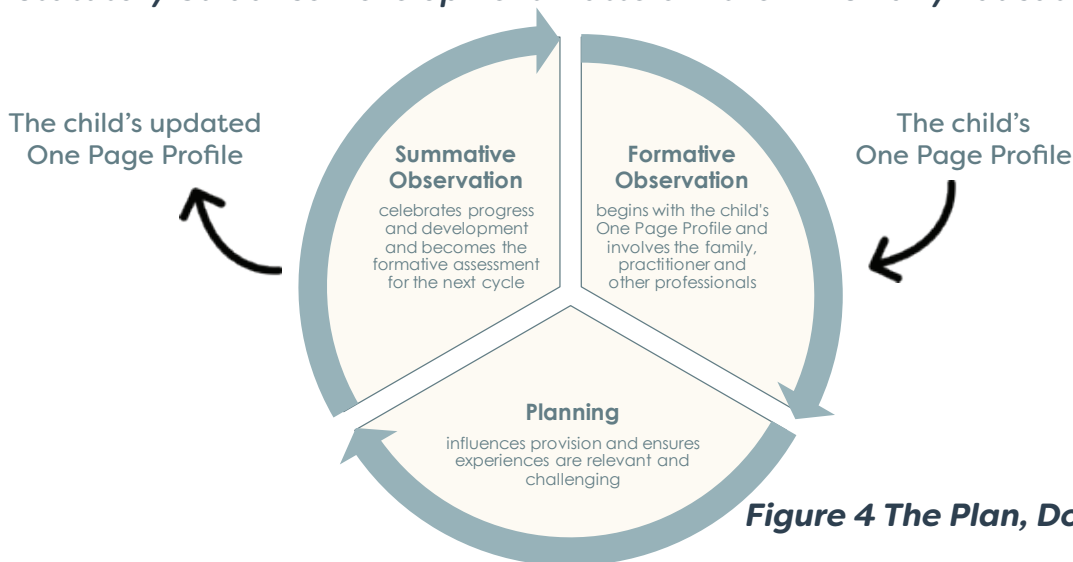 The child's updated
One Page Profile
Summative
Observation
celebrates progress
and development
and becomes the
formative assessment
for the next cycle
Formative
Observation
begins with the child's
One Page Profile and
involves the family,
practitioner and
other professionals
The child's
One Page Profile
Planning
influences provision and ensures
experiences are relevant and
challenging
Figure 4 The Plan, Do